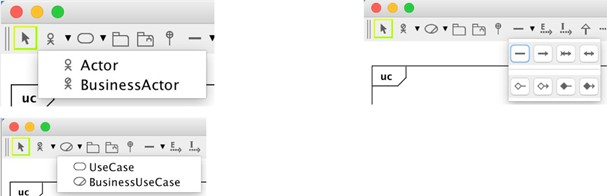 E
I
Actor
BusinessActor
uc
uc
E
I
UseCase
BusinessUseCase
uc